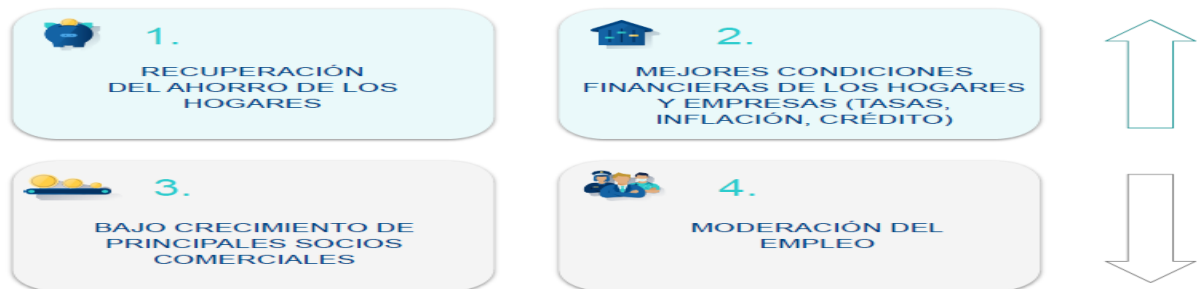 1.
RECUPERACIÓN
DEL AHORRO DE LOS
HOGARES
2.
MEJORES CONDICIONES
FINANCIERAS DE LOS HOGARES
Y EMPRESAS (TASAS,
INFLACIÓN, CRÉDITO)
3.
BAJO CRECIMIENTO DE
PRINCIPALES SOCIOS
COMERCIALES
4.
MODERACIÓN DEL
EMPLEO